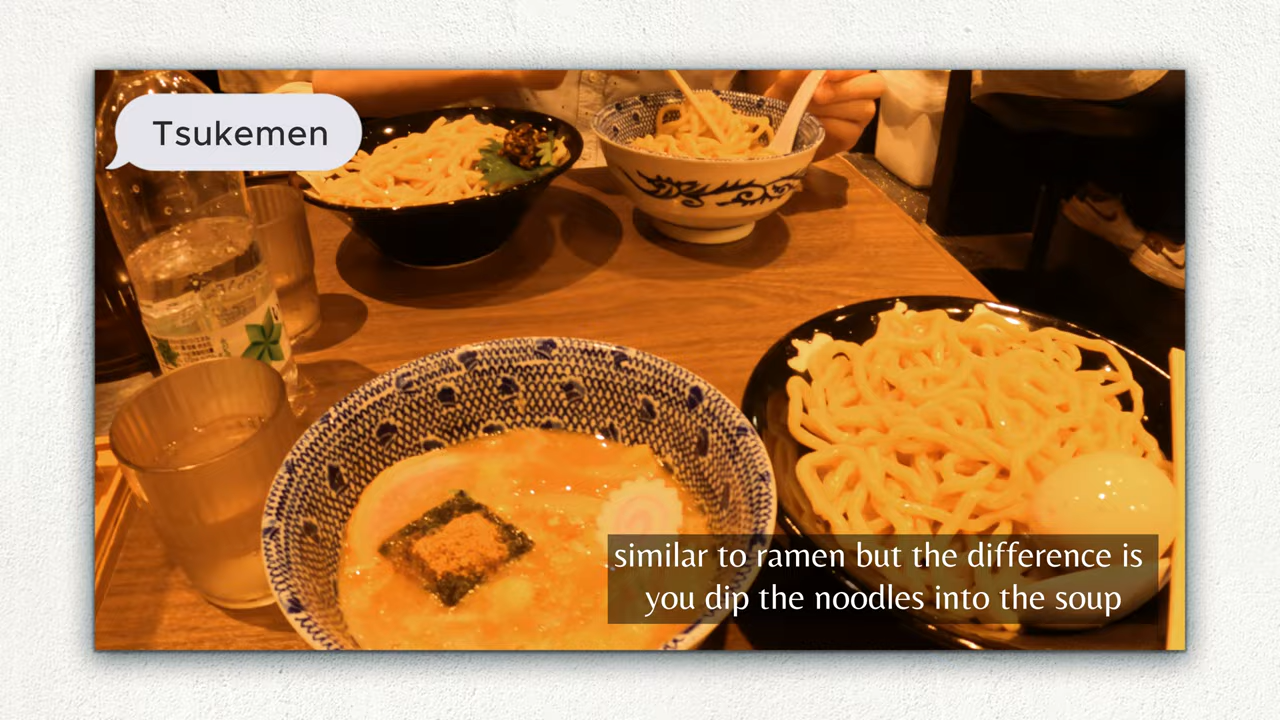 Tsukemen
similar to ramen but the difference is
you dip the noodles into the soup